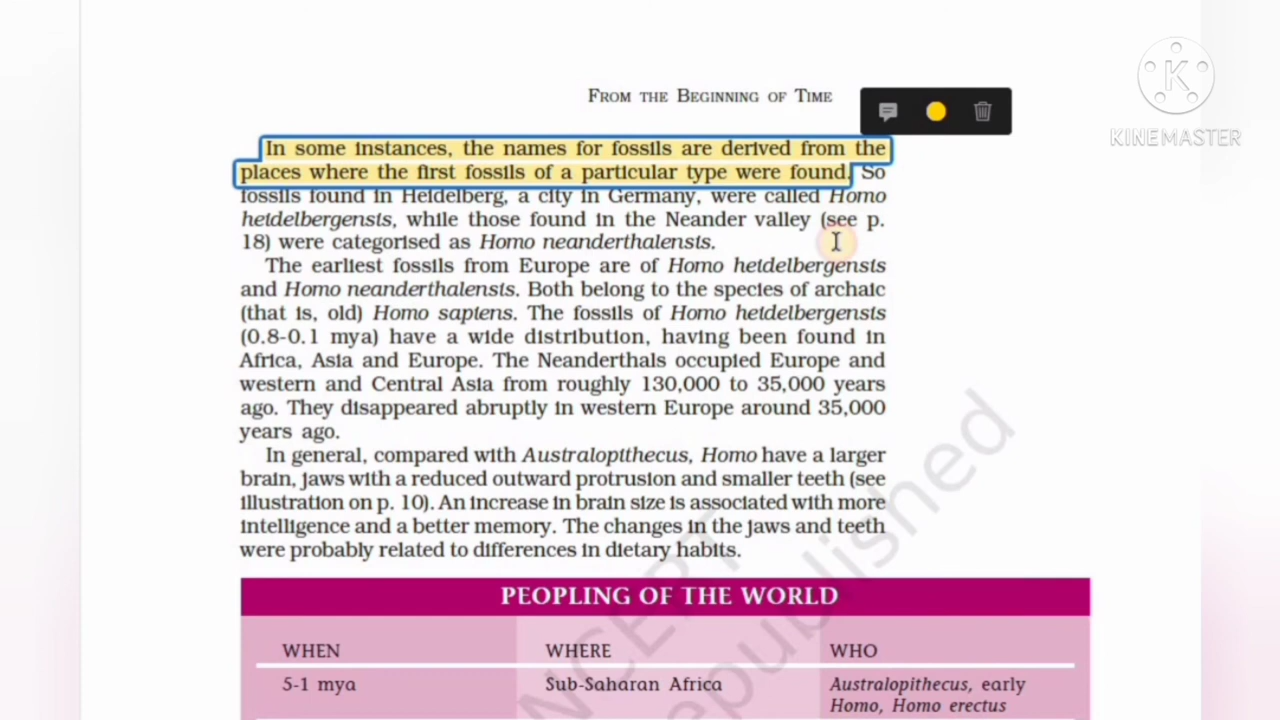 FROM THE BEGINNING OF TIME
KINEMASTER
In some instances, the names for fossils are derived from the
places where the first fossils of a particular type were found. So
fossils found in Heidelberg, a city in Germany, were called Homo
heidelbergensis, while those found in the Neander valley (see p.
18) were categorised as Homo neanderthalensis.
The earliest fossils from Europe are of Homo heidelbergensis
and Homo neanderthalensis. Both belong to the species of archaic
(that is, old) Homo sapiens. The fossils of Homo heidelbergensis
(0.8-0.1 mya) have a wide distribution, having been found in
Africa, Asia and Europe. The Neanderthals occupied Europe and
western and Central Asia from roughly 130,000 to 35,000 years
ago. They disappeared abruptly in western Europe around 35,000
years ago.
In general, compared with Australopithecus, Homo have a larger
brain, jaws with a reduced outward protrusion and smaller teeth (see
illustration on p. 10). An increase in brain size is associated with more
intelligence and a better memory. The changes in the jaws and teeth
were probably related to differences in dietary habits.
PEOPLING OF THE WORLD
WHEN WHERE WHO
5-1 mya Sub-Saharan Africa Australopithecus, early
Homo, Homo erectus
NCERT
republished